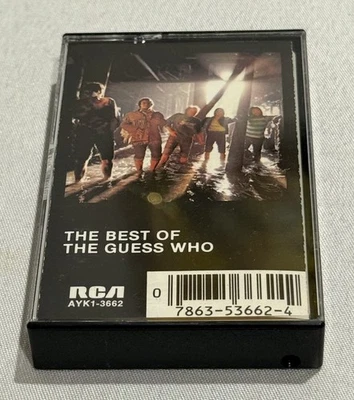 THE BEST OF
THE GUESS WHO
RCA
AYK1-3662
0 7863-53662-4